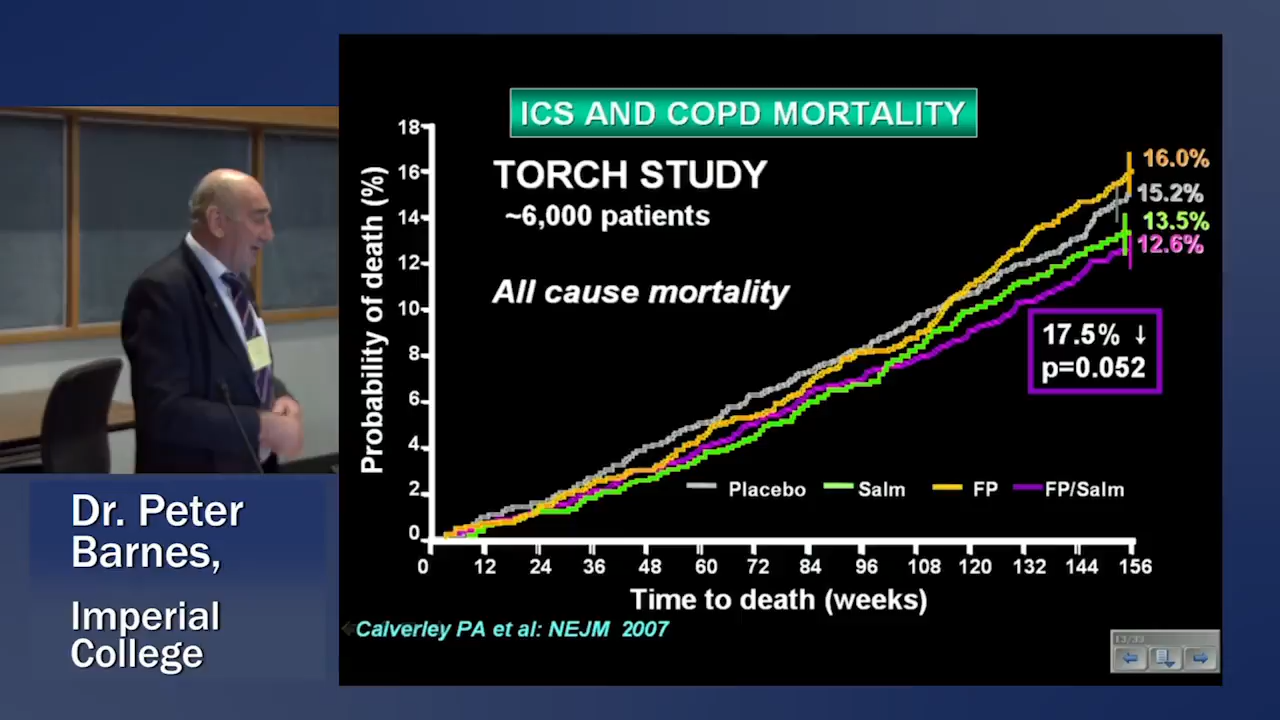 ICS AND COPD MORTALITY
TORCH STUDY
~6,000 patients
All cause mortality
Probability of death (%)
18
16
14
12
10
8
6
4
2
0
16.0%
15.2%
13.5%
12.6%
17.5% ↓
p=0.052
Placebo Salm FP FP/Salm
0 12 24 36 48 60 72 84 96 108 120 132 144 156
Time to death (weeks)
Calverley PA et al: NEJM 2007
13/33
Dr. Peter
Barnes,
Imperial
College